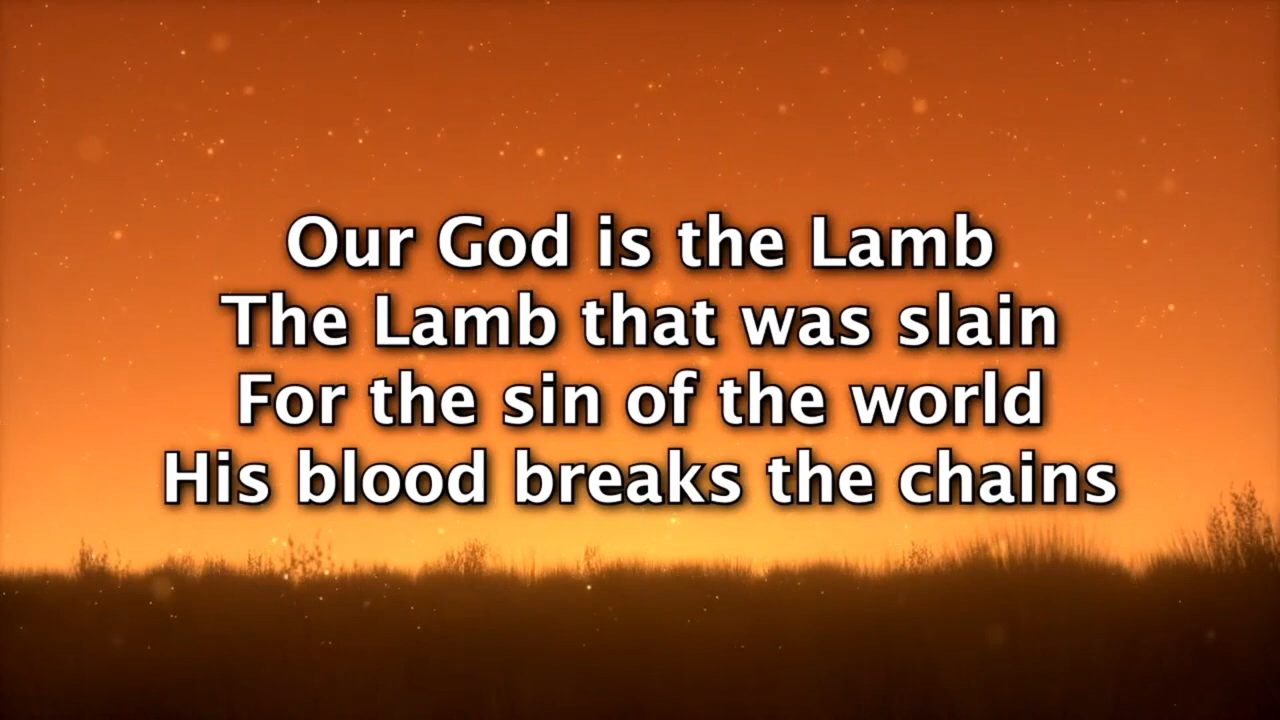 Our God is the Lamb
The Lamb that was slain
For the sin of the world
His blood breaks the chains